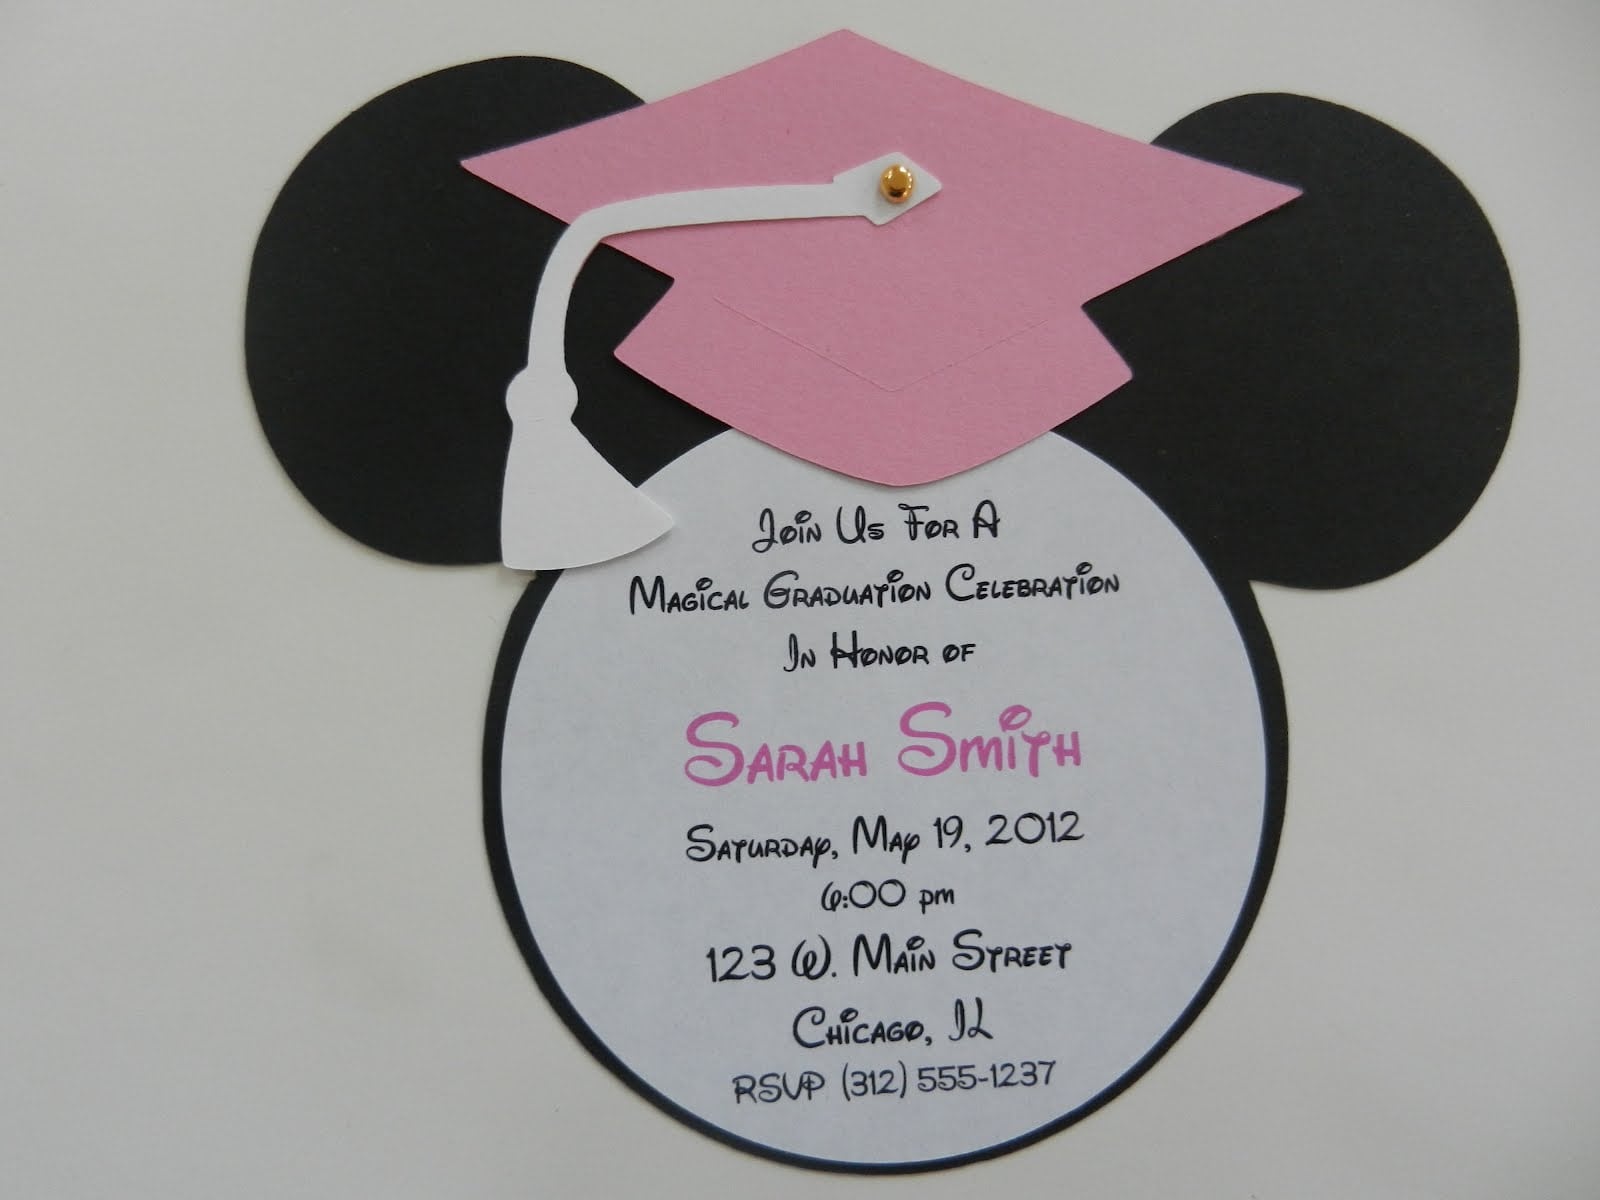 Join Us For A
Magical Graduation Celebration
In Honor of
Sarah Smith
Saturday, May 19, 2012
6:00 pm
123 W. Main Street
Chicago, IL
RSVP (312) 555-1237